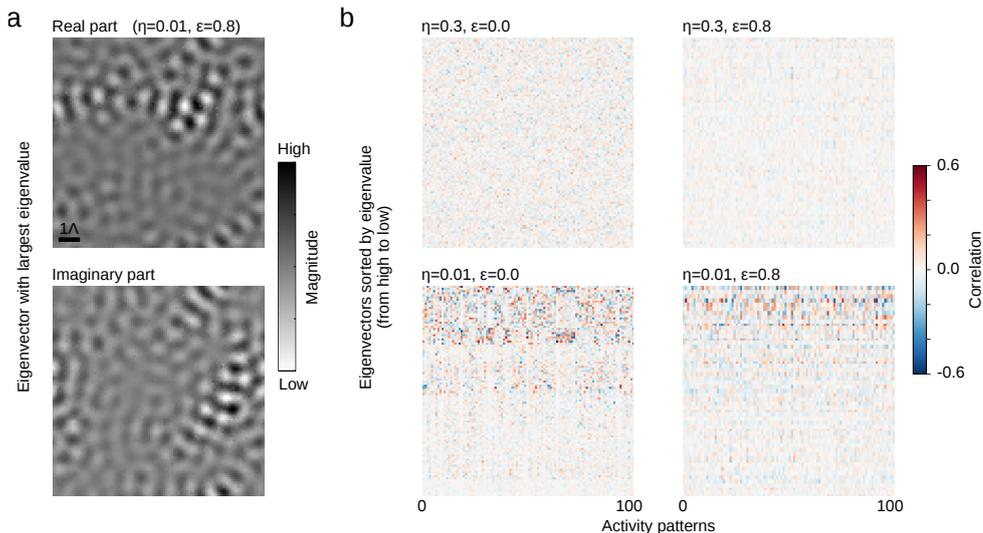 a
Real part (η=0.01, ε=0.8)
1Λ
Imaginary part
Eigenvector with largest eigenvalue
High
Magnitude
Low
b
η=0.3, ε=0.0
η=0.3, ε=0.8
η=0.01, ε=0.0
η=0.01, ε=0.8
Eigenvectors sorted by eigenvalue
(from high to low)
0
100
0
100
Activity patterns
0.6
0.0
-0.6
Correlation